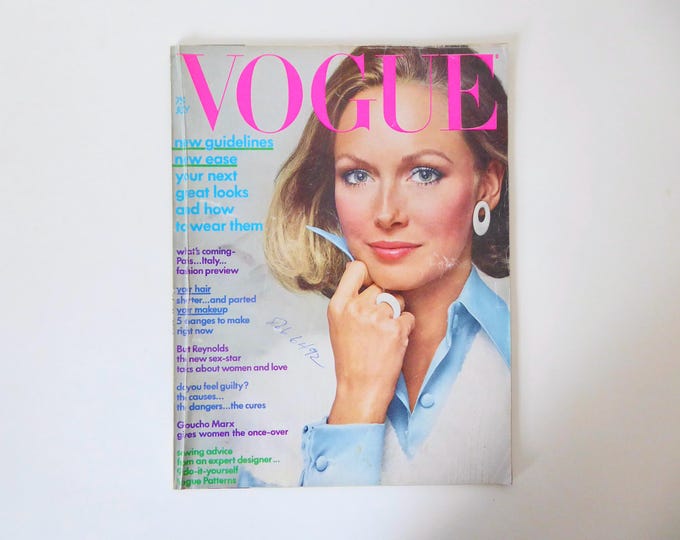 VOGUE
JULY
new guidelines
new ease
your next
great looks
and how
to wear them
what's coming-
Paris...Italy...
fashion preview
your hair
shorter...and parted
your makeup
5 changes to make
right now
Burt Reynolds
the new sex-star
talks about women and love
do you feel guilty?
the causes...
the dangers...the cures
Groucho Marx
gives women the once-over
sewing advice
from an expert designer...
do-it-yourself
Vogue Patterns